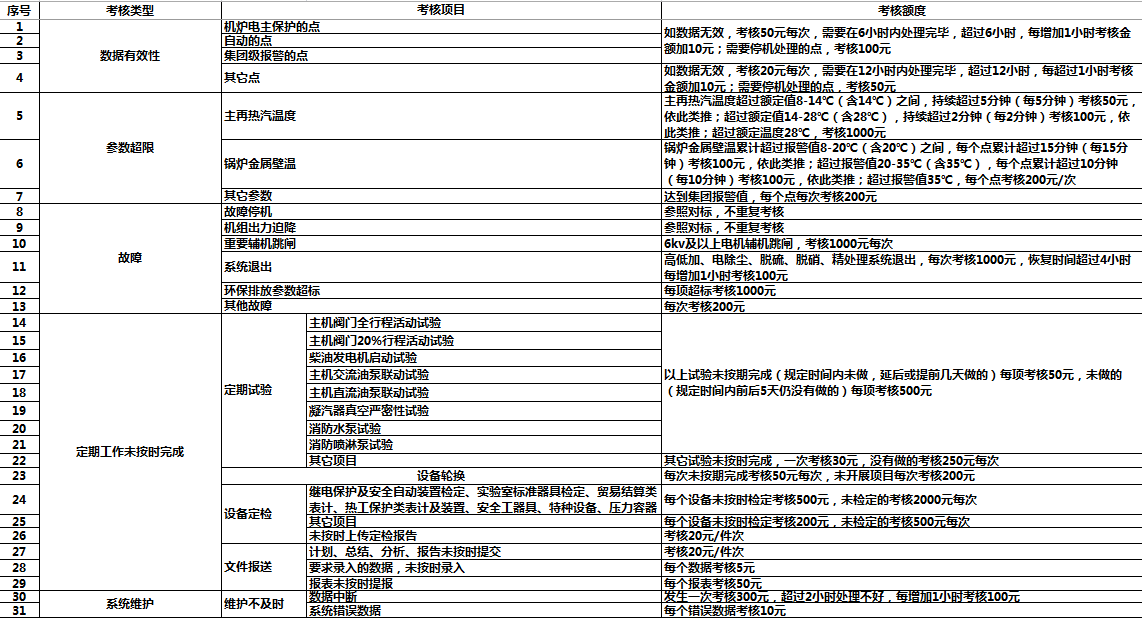 序号 考核类型 考核项目 考核额度
1 数据有效性 机炉电主保护的点 如数据无效，考核50元每次，需要在6小时内处理完毕，超过6小时，每增加1小时考核金
额加10元；需要停机处理的点，考核100元
2 自动的点
3 集团级报警的点
4 其它点 如数据无效，考核20元每次，需要在12小时内处理完毕，超过12小时，每超过1小时考核
金额加10元；需要停机处理的点，考核50元
5 参数超限 主再热汽温度 主再热汽温度超过额定值8-14℃（含14℃）之间，持续超过5分钟（每5分钟）考核50元，
依此类推；超过额定值14-28℃（含28℃），持续超过2分钟（每2分钟）考核100元，依
此类推；超过额定温度28℃，考核1000元
6 锅炉金属壁温 锅炉金属壁温累计超过报警值8-20℃（含20℃）之间，每个点累计超过15分钟（每15分
钟）考核100元，依此类推；超过报警值20-35℃（含35℃），每个点累计超过10分钟
（每10分钟）考核100元，依此类推；超过报警值35℃，每个点考核200元/次
7 其它参数 达到集团报警值，每个点每次考核200元
8 故障 故障停机 参照对标，不重复考核
9 机组出力迫降 参照对标，不重复考核
10 重要辅机跳闸 6kv及以上电机辅机跳闸，考核1000元每次
11 系统退出 高低加、电除尘、脱硫、脱硝、精处理系统退出，每次考核1000元，恢复时间超过4小时
每增加1小时考核100元
12 环保排放参数超标 每项超标考核1000元
13 其他故障 每次考核200元
14 定期工作未按时完成 定期试验 主机阀门全行程活动试验 以上试验未按期完成（规定时间内未做，延后或提前几天做的）每项考核50元，未做的
（规定时间内前后5天仍没有做的）每项考核500元
15 主机阀门20%行程活动试验
16 柴油发电机启动试验
17 主机交流油泵联动试验
18 主机直流油泵联动试验
19 凝汽器真空严密性试验
20 消防水泵试验
21 消防喷淋泵试验
22 其它项目 其它试验未按时完成，一次考核30元，没有做的考核250元每次
23 设备轮换 每次未按期完成考核50元每次，未开展项目每次考核200元
24 设备定检 继电保护及安全自动装置检定、实验室标准器具检定、贸易结算类
表计、热工保护类表计及装置、安全工器具、特种设备、压力容器 每个设备未按时检定考核500元，未检定的考核2000元每次
25 其它项目 每个设备未按时检定考核200元，未检定的考核500元每次
26 未按时上传定检报告 考核20元/件次
27 文件报送 计划、总结、分析、报告未按时提交 考核20元/件次
28 要求录入的数据，未按时录入 每个数据考核5元
29 报表未按时提报 每个报表考核50元
30 系统维护 维护不及时 数据中断 发生一次考核300元，超过2小时处理不好，每增加1小时考核100元
31 系统错误数据 每个错误数据考核10元